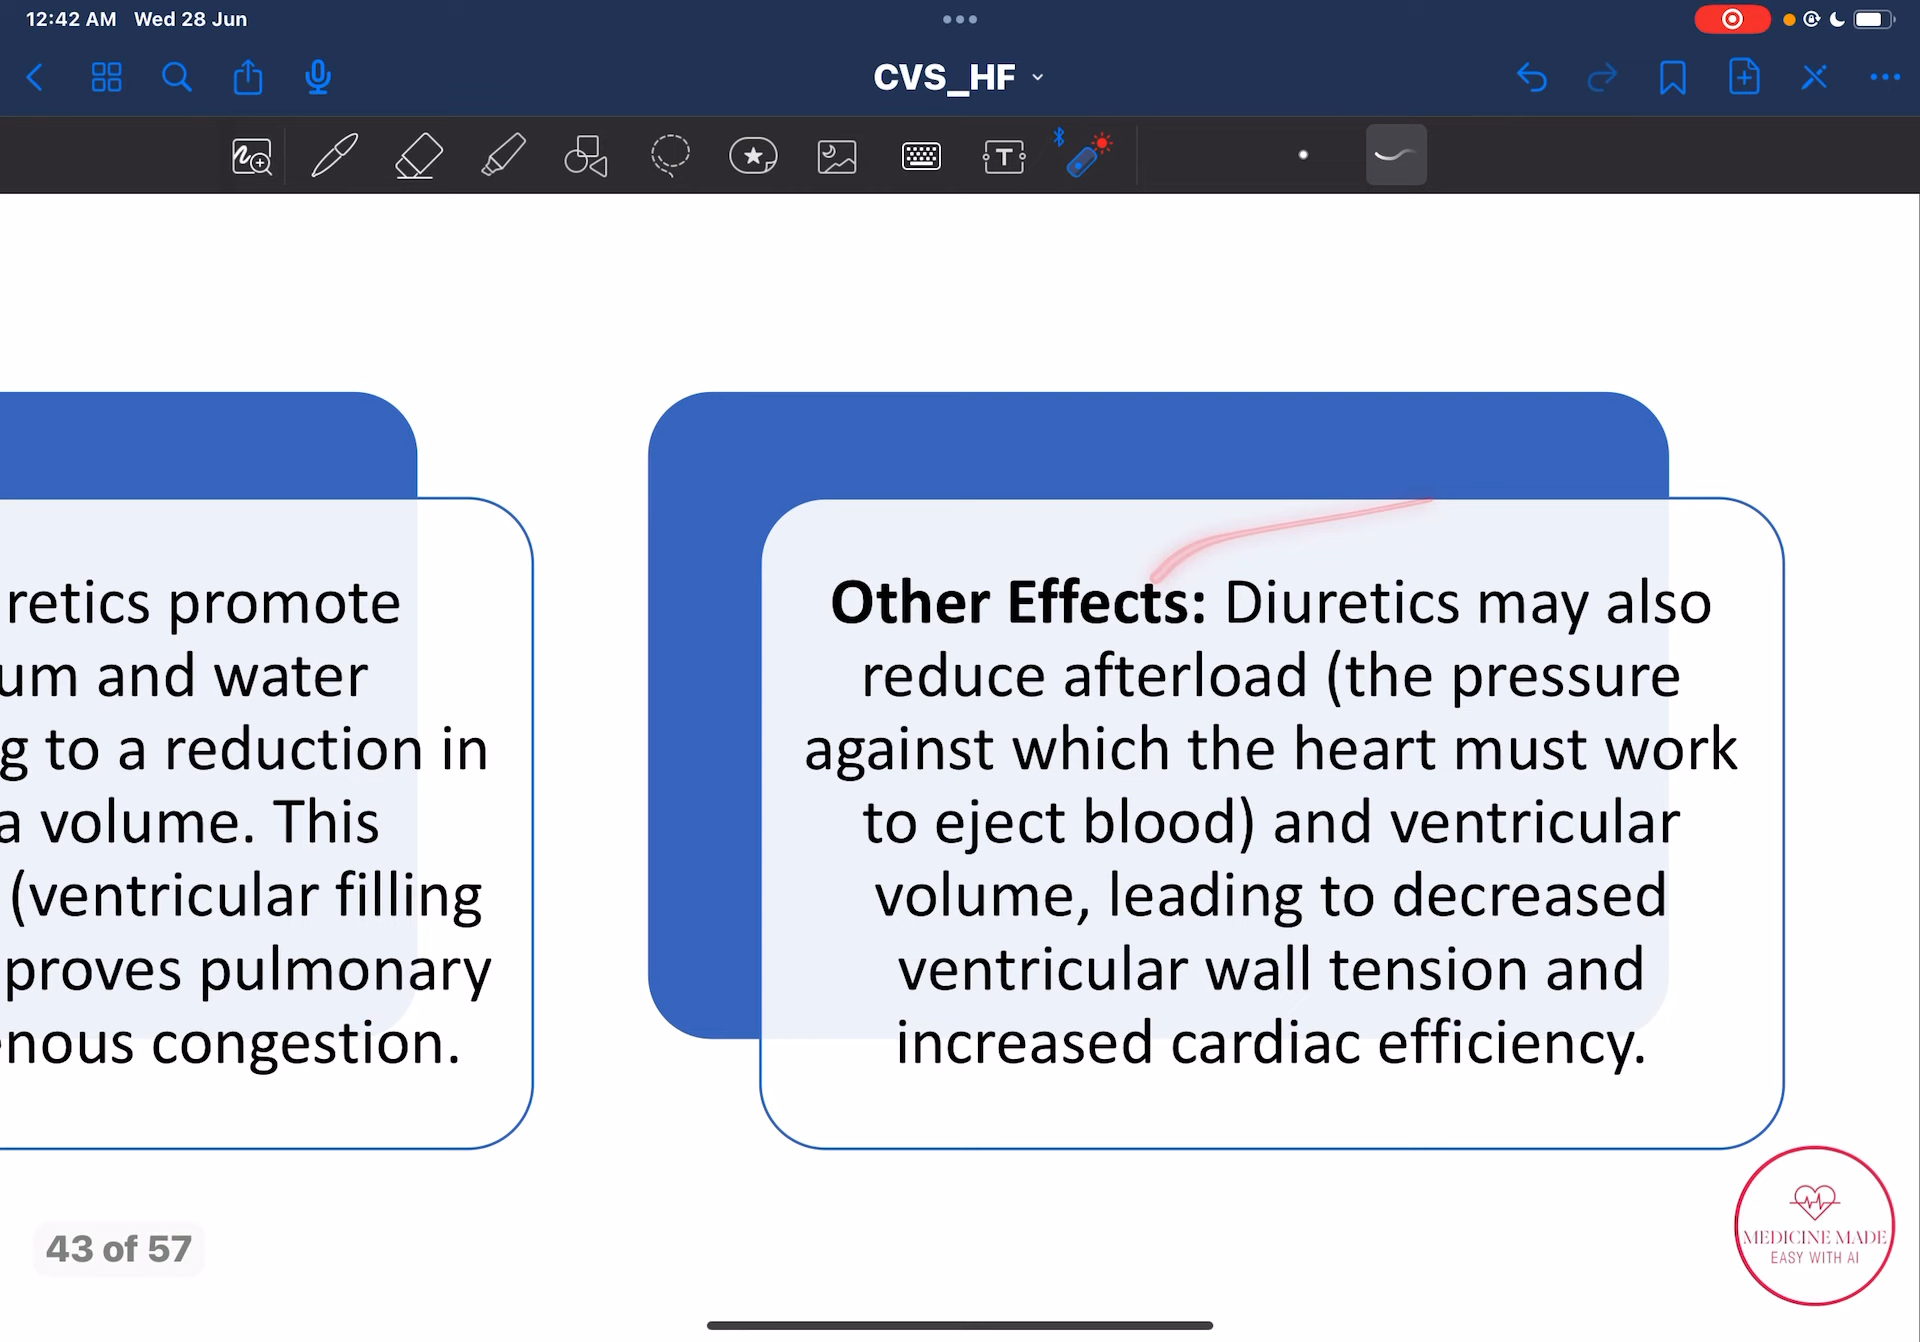 12:42 AM Wed 28 Jun
CVS_HF
T
retics promote
um and water
g to a reduction in
a volume. This
(ventricular filling
proves pulmonary
nous congestion.
Other Effects: Diuretics may also
reduce afterload (the pressure
against which the heart must work
to eject blood) and ventricular
volume, leading to decreased
ventricular wall tension and
increased cardiac efficiency.
43 of 57
MEDICINE MADE
EASY WITH AI